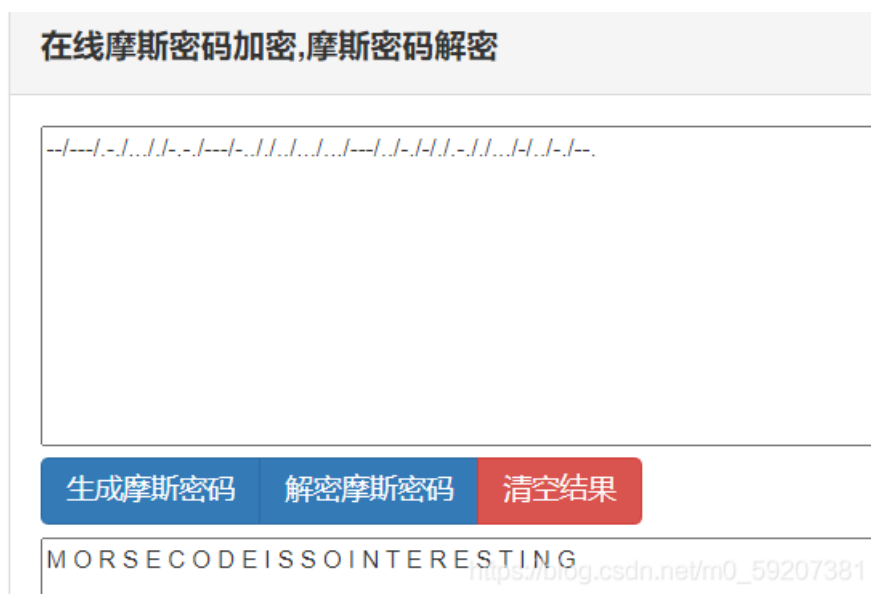 在线摩斯密码加密,摩斯密码解密
--/---/.-./..././-.-./---/-.././../.../.../---/../-./-/./.-././.../-/../-./--.
生成摩斯密码 解密摩斯密码 清空结果
M O R S E C O D E I S S O I N T E R E S T I N G
https://blog.csdn.net/m0_59207381